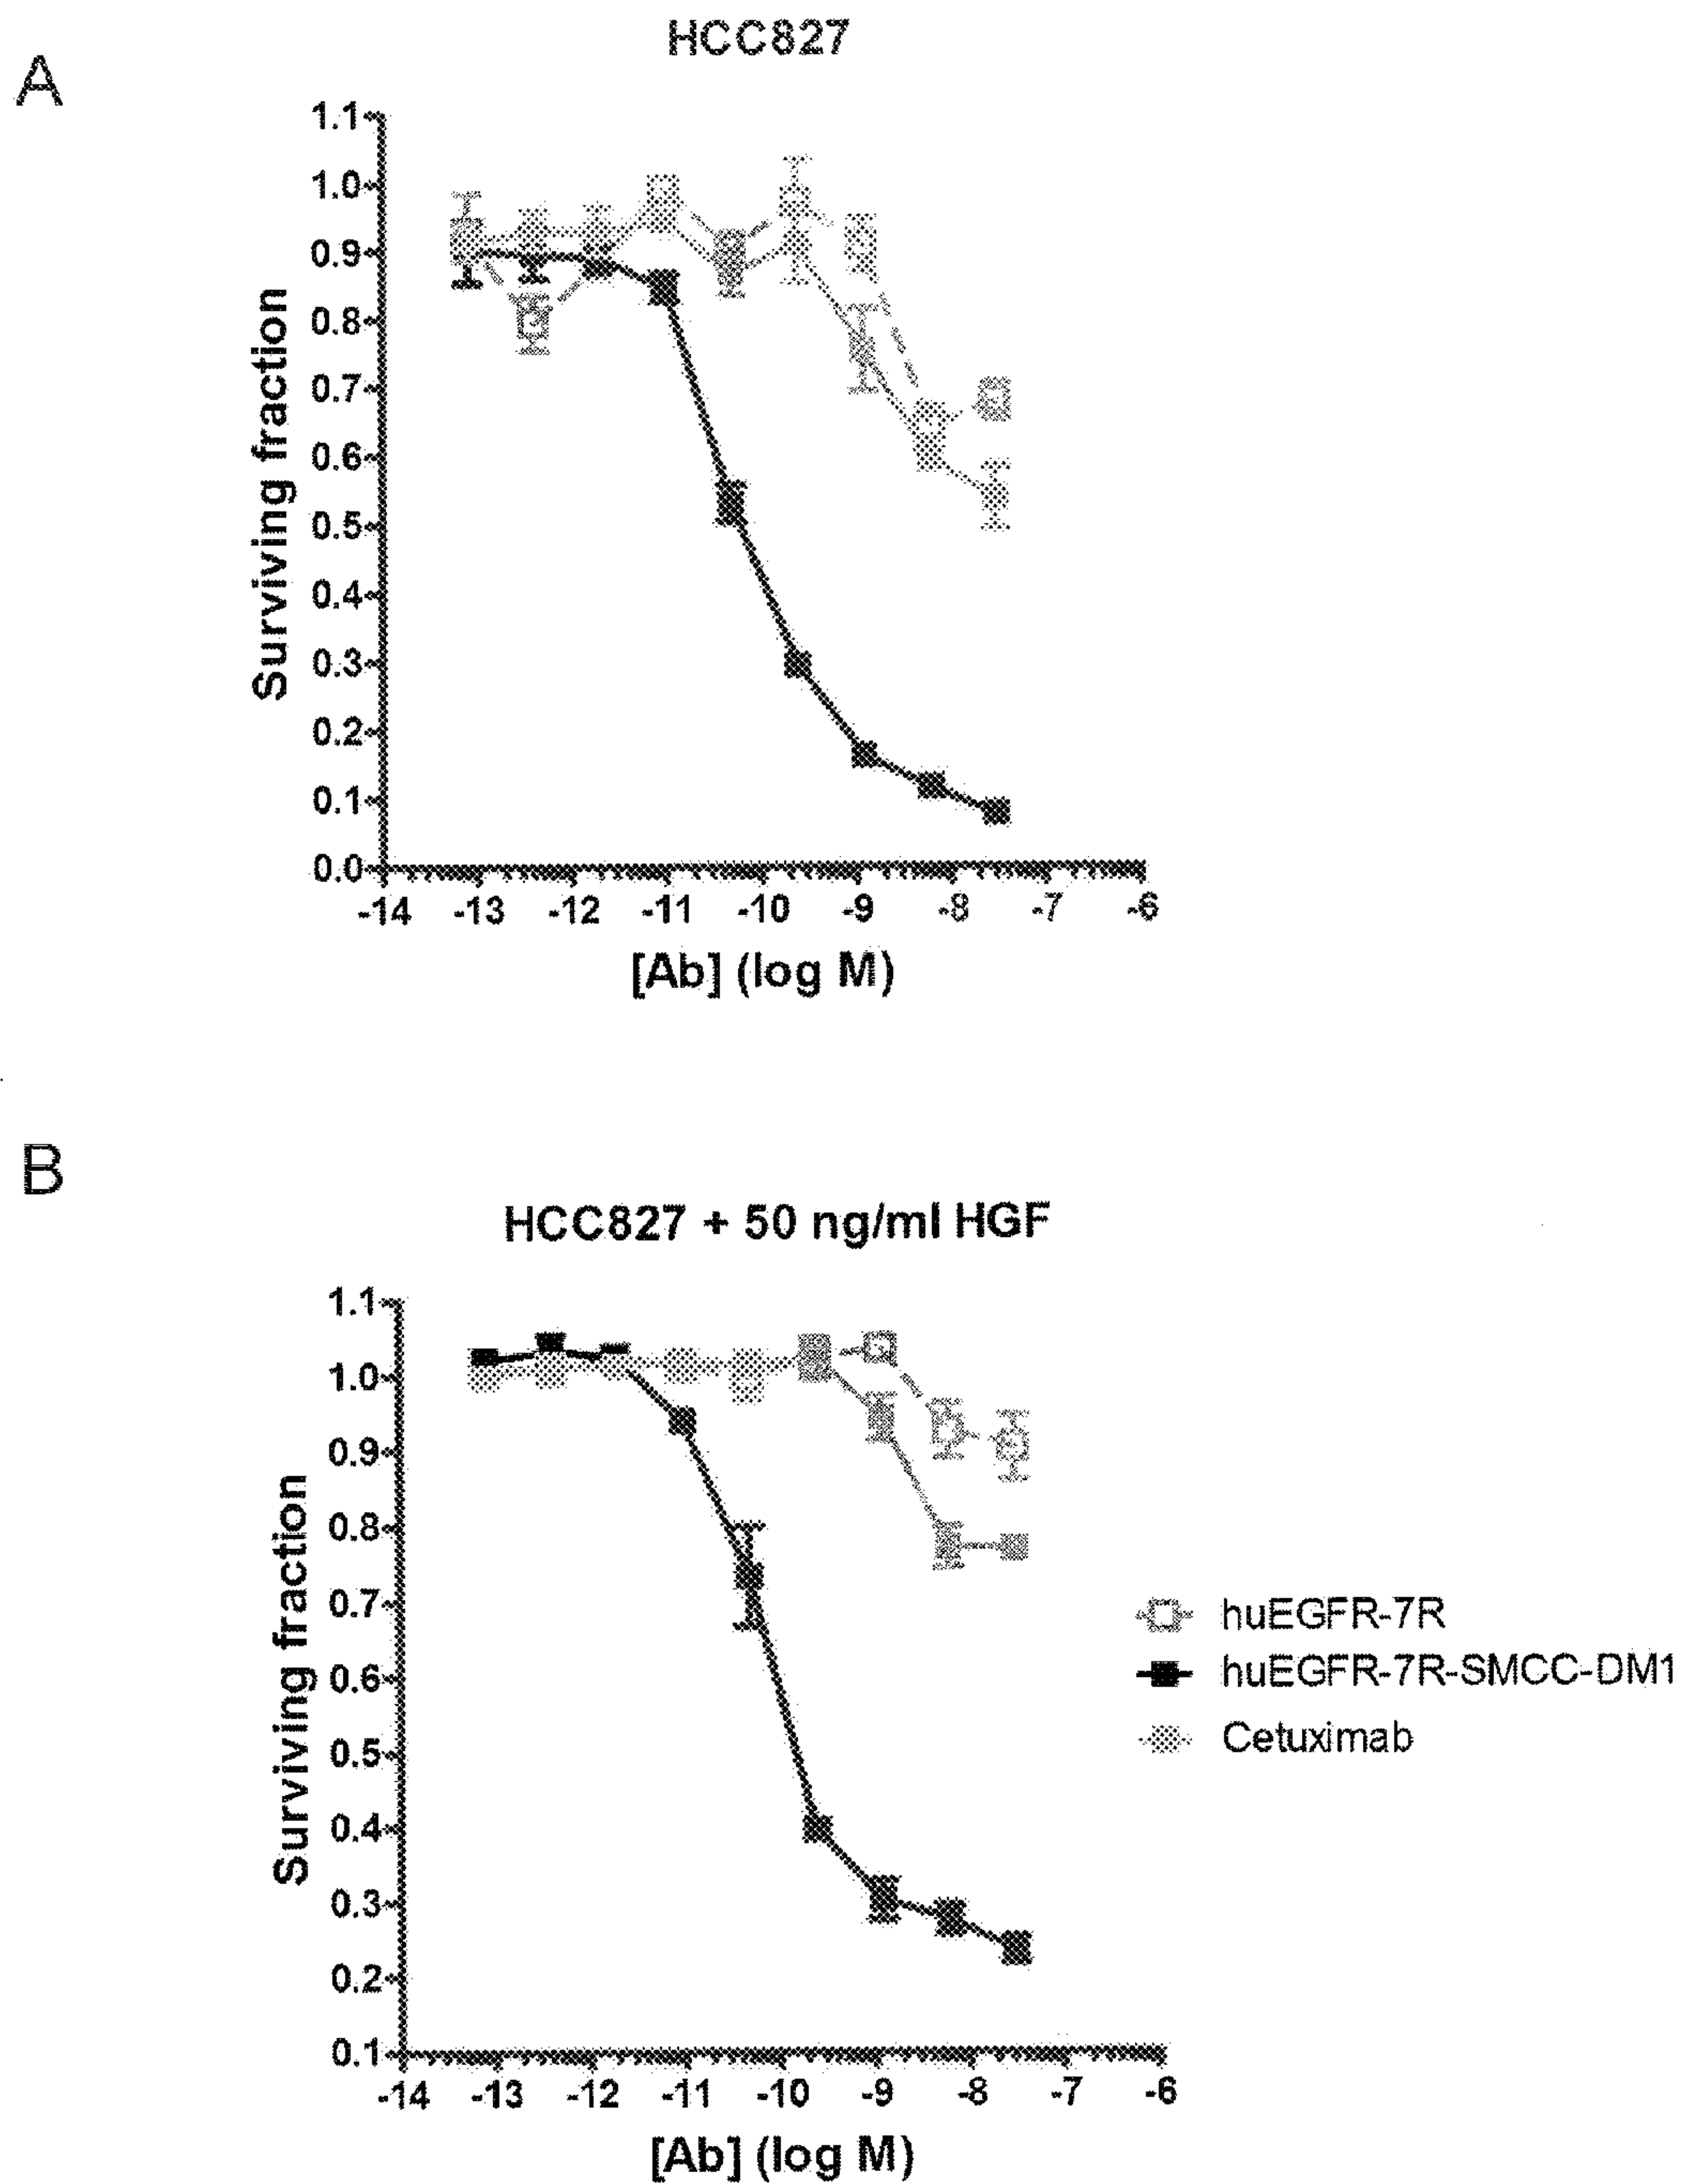 A
HCC827
1.1
1.0
0.9
0.8
0.7
0.6
0.5
0.4
0.3
0.2
0.1
0.0
Surviving fraction
-14 -13 -12 -11 -10 -9 -8 -7 -6
[Ab] (log M)
B
HCC827 + 50 ng/ml HGF
1.1
1.0
0.9
0.8
0.7
0.6
0.5
0.4
0.3
0.2
0.1
Surviving fraction
-14 -13 -12 -11 -10 -9 -8 -7 -6
[Ab] (log M)
huEGFR-7R
huEGFR-7R-SMCC-DM1
Cetuximab